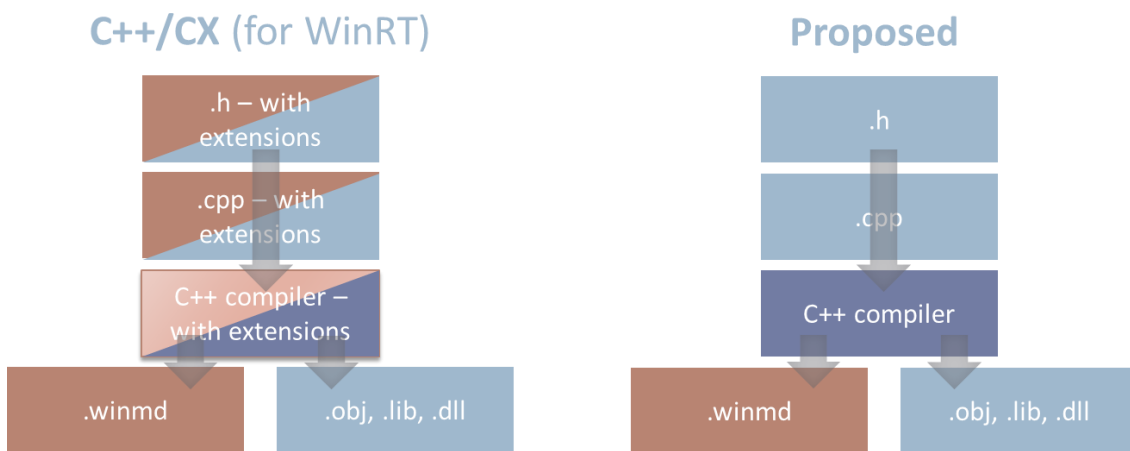 C++/CX (for WinRT)
.h – with
extensions
.cpp – with
extensions
C++ compiler –
with extensions
.winmd
.obj, .lib, .dll
Proposed
.h
.cpp
C++ compiler
.winmd
.obj, .lib, .dll